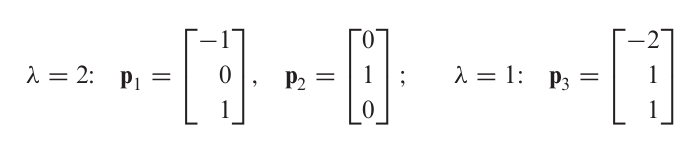 λ = 2: p₁ = [−1 0 1], p₂ = [0 1 0]; λ = 1: p₃ = [−2 1 1]